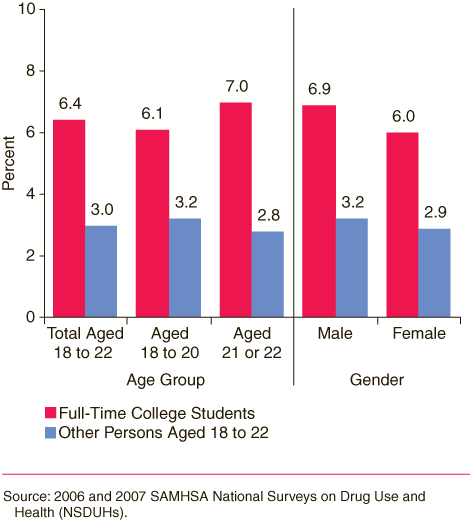 10
8
6
4
2
0
Percent
6.4
3.0
6.1
3.2
7.0
2.8
6.9
3.2
6.0
2.9
Total Aged
18 to 22
Aged
18 to 20
Aged
21 or 22
Male
Female
Age Group
Gender
Full-Time College Students
Other Persons Aged 18 to 22
Source: 2006 and 2007 SAMHSA National Surveys on Drug Use and
Health (NSDUHs).